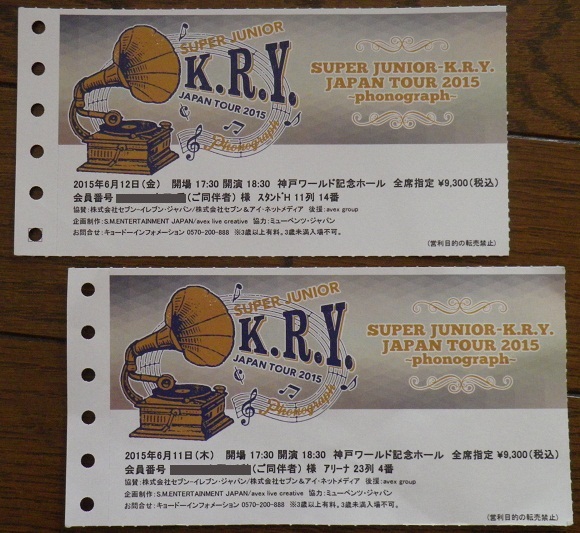 SUPER JUNIOR
K.R.Y.
JAPAN TOUR 2015
Phonograph
SUPER JUNIOR-K.R.Y.
JAPAN TOUR 2015
~phonograph~
2015年6月12日(金) 開場 17:30 開演 18:30 神戸ワールド記念ホール 全席指定 ¥9,300(税込)
会員番号 (ご同伴者) 様 スタンドH 11列 14番
協賛:株式会社セブン-イレブン・ジャパン/株式会社セブン&アイ・ネットメディア 後援:avex group
企画制作:S.M.ENTERTAINMENT JAPAN/avex live creative 協力:ミューベンツ・ジャパン
お問合せ:キョードーインフォメーション 0570-200-888 ※3歳以上有料。3歳未満入場不可。
(営利目的の転売禁止)
SUPER JUNIOR
K.R.Y.
JAPAN TOUR 2015
Phonograph
SUPER JUNIOR-K.R.Y.
JAPAN TOUR 2015
~phonograph~
2015年6月11日(木) 開場 17:30 開演 18:30 神戸ワールド記念ホール 全席指定 ¥9,300(税込)
会員番号 (ご同伴者) 様 アリーナ 23列 4番
協賛:株式会社セブン-イレブン・ジャパン/株式会社セブン&アイ・ネットメディア 後援:avex group
企画制作:S.M.ENTERTAINMENT JAPAN/avex live creative 協力:ミューベンツ・ジャパン
お問合せ:キョードーインフォメーション 0570-200-888 ※3歳以上有料。3歳未満入場不可。
(営利目的の転売禁止)